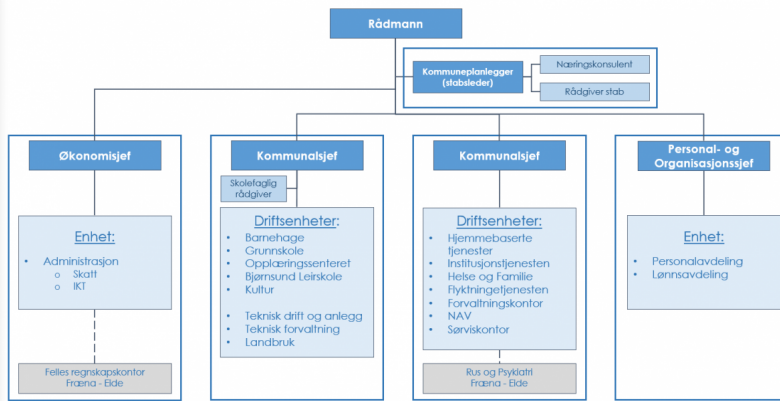 Rådmann
Kommuneplanlegger
(stabsleder)
Næringskonsulent
Rådgiver stab
Økonomisjef
Enhet:
• Administrasjon
o Skatt
o IKT
Felles regnskapskontor
Fræna - Eide
Kommunalsjef
Skolefaglig
rådgiver
Driftsenheter:
• Barnehage
• Grunnskole
• Opplæringssenteret
• Bjørnsund Leirskole
• Kultur
• Teknisk drift og anlegg
• Teknisk forvaltning
• Landbruk
Kommunalsjef
Driftsenheter:
• Hjemmebaserte
tjenester
• Institusjonstjenesten
• Helse og Familie
• Flyktningetjenesten
• Forvaltningskontor
• NAV
• Sørviskontor
Rus og Psykiatri
Fræna - Eide
Personal- og
Organisasjonssjef
Enhet:
• Personalavdeling
• Lønnsavdeling